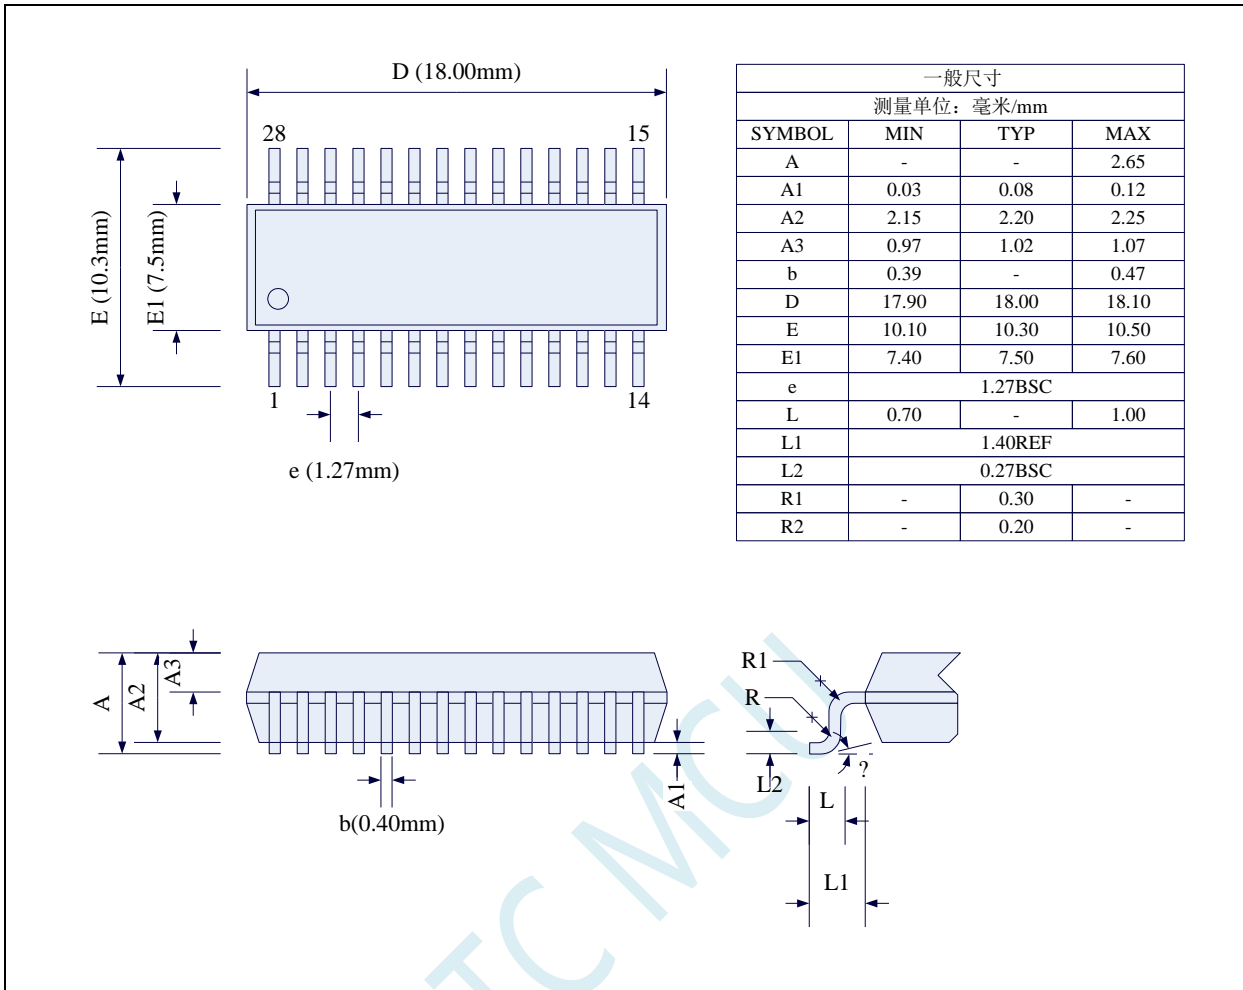 D (18.00mm)
28
15
E (10.3mm)
E1 (7.5mm)
1
14
e (1.27mm)
一般尺寸
测量单位：毫米/mm
SYMBOL MIN TYP MAX
A - - 2.65
A1 0.03 0.08 0.12
A2 2.15 2.20 2.25
A3 0.97 1.02 1.07
b 0.39 - 0.47
D 17.90 18.00 18.10
E 10.10 10.30 10.50
E1 7.40 7.50 7.60
e 1.27BSC
L 0.70 - 1.00
L1 1.40REF
L2 0.27BSC
R1 - 0.30 -
R2 - 0.20 -
A
A2
A3
b(0.40mm)
A1
R1
R
L2
?
L
L1
TC MCU